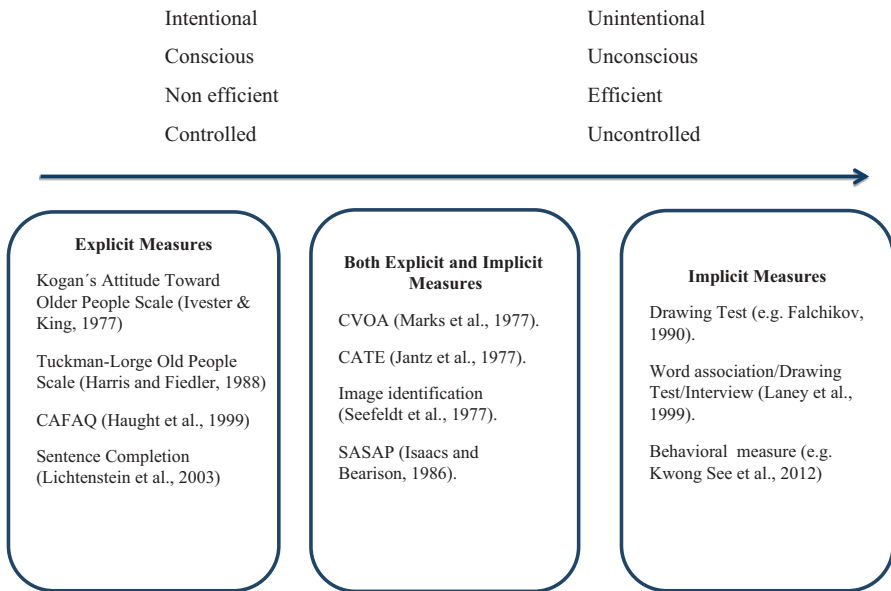 Intentional
Unintentional
Conscious
Unconscious
Non efficient
Efficient
Controlled
Uncontrolled
Explicit Measures
Kogan´s Attitude Toward
Older People Scale (Ivester &
King, 1977)
Tuckman-Lorge Old People
Scale (Harris and Fiedler, 1988)
CAFAQ (Haught et al., 1999)
Sentence Completion
(Lichtenstein et al., 2003)
Both Explicit and Implicit
Measures
CVOA (Marks et al., 1977).
CATE (Jantz et al., 1977).
Image identification
(Seefeldt et al., 1977).
SASAP (Isaacs and
Bearison, 1986).
Implicit Measures
Drawing Test (e.g. Falchikov,
1990).
Word association/Drawing
Test/Interview (Laney et al.,
1999).
Behavioral measure (e.g.
Kwong See et al., 2012)